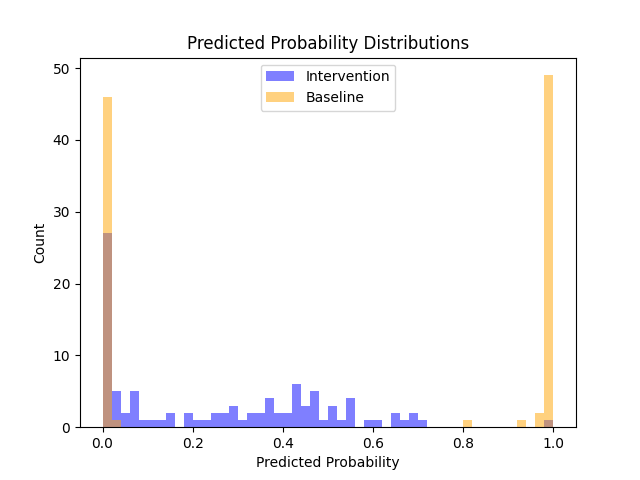 Predicted Probability Distributions
Intervention
Baseline
50
40
30
20
10
0
Count
0.0 0.2 0.4 0.6 0.8 1.0
Predicted Probability